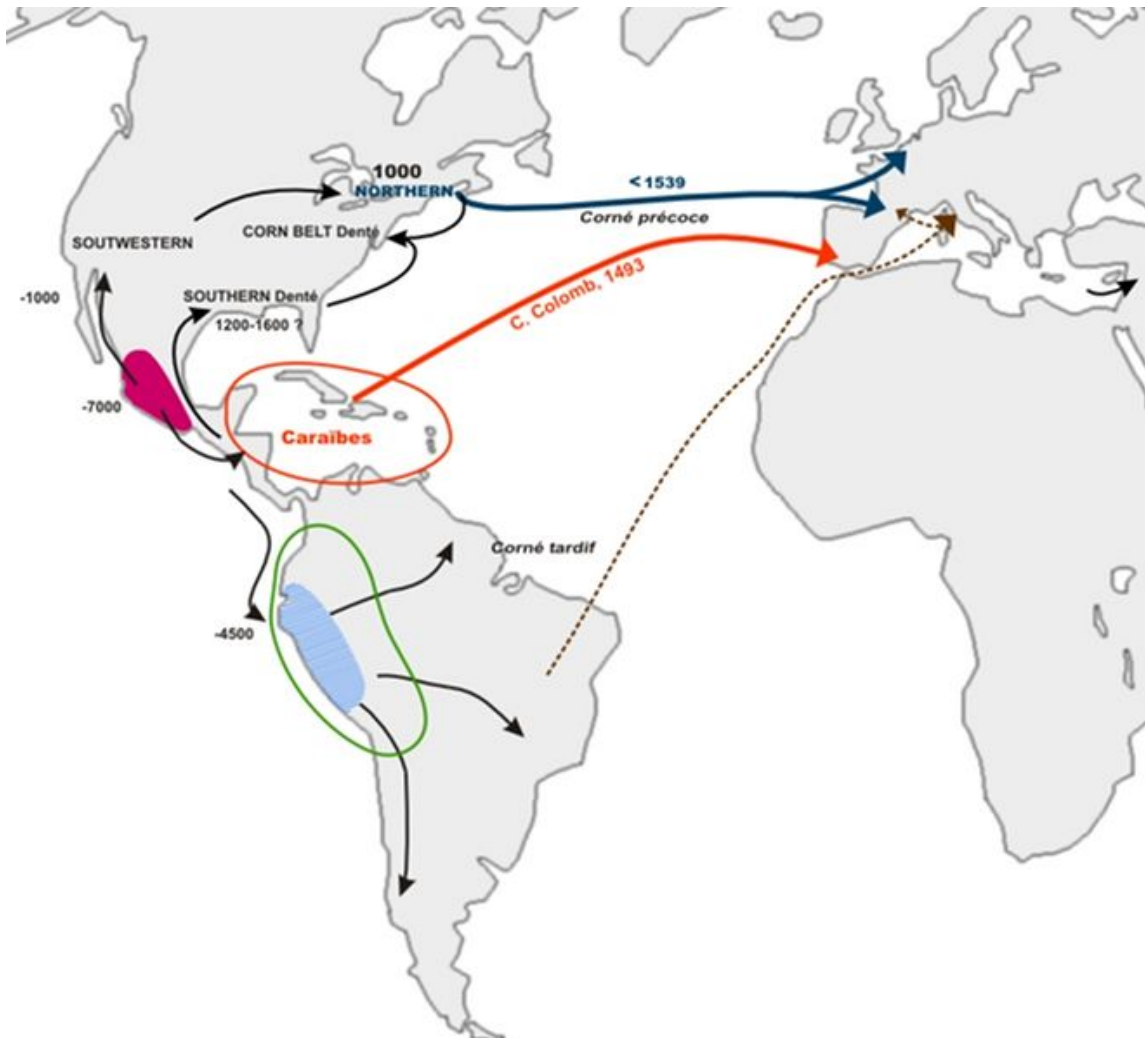 1000
NORTHERN
<1539
Corné précoce
CORN BELT Denté
SOUTWESTERN
-1000
SOUTHERN Denté
1200-1600 ?
C. Colomb, 1493
-7000
Caraïbes
Corné tardif
-4500